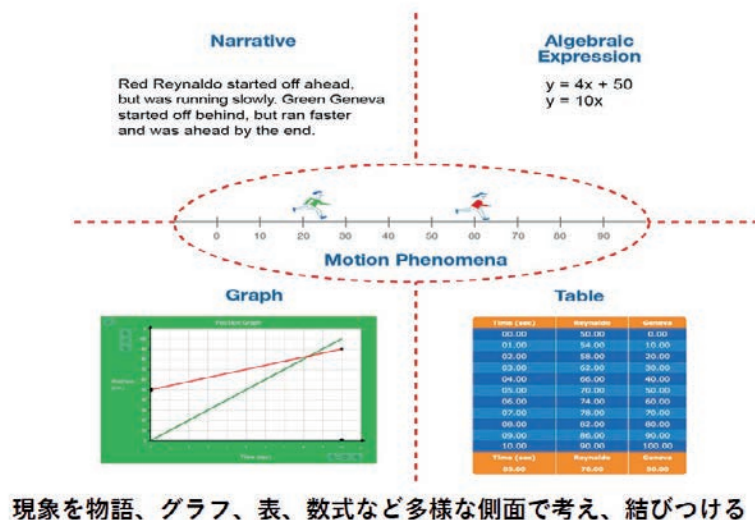 Narrative
Red Reynaldo started off ahead,
but was running slowly. Green Geneva
started off behind, but ran faster
and was ahead by the end.
Algebraic
Expression
y = 4x + 50
y = 10x
0 10 20 30 40 50 60 70 80 90
Motion Phenomena
Graph
Position Graph
Time (sec)
Table
Time (sec) Reynaldo Geneva
00.00 50.00 0.00
01.00 54.00 10.00
02.00 58.00 20.00
03.00 62.00 30.00
04.00 66.00 40.00
05.00 70.00 50.00
06.00 74.00 60.00
07.00 78.00 70.00
08.00 82.00 80.00
09.00 86.00 90.00
10.00 90.00 100.00
Time (sec) Reynaldo Geneva
現象を物語、グラフ、表、数式など多様な側面で考え、結びつける